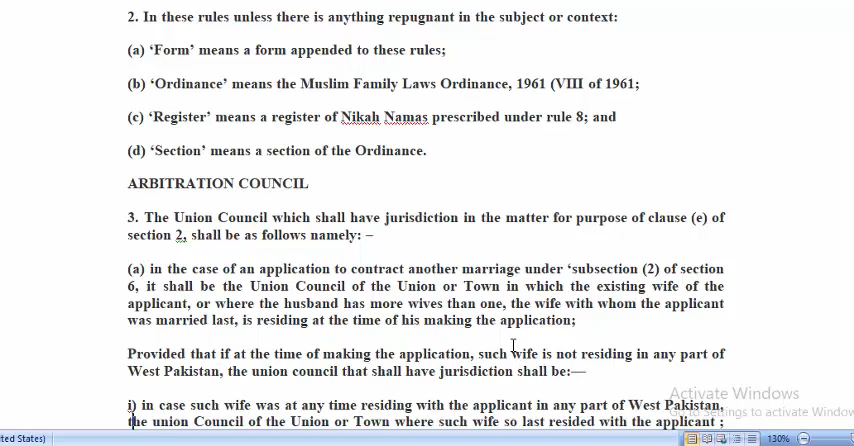 2. In these rules unless there is anything repugnant in the subject or context:
(a) ‘Form’ means a form appended to these rules;
(b) ‘Ordinance’ means the Muslim Family Laws Ordinance, 1961 (VIII of 1961;
(c) ‘Register’ means a register of Nikah Namas prescribed under rule 8; and
(d) ‘Section’ means a section of the Ordinance.
ARBITRATION COUNCIL
3. The Union Council which shall have jurisdiction in the matter for purpose of clause (e) of
section 2, shall be as follows namely: –
(a) in the case of an application to contract another marriage under ‘subsection (2) of section
6, it shall be the Union Council of the Union or Town in which the existing wife of the
applicant, or where the husband has more wives than one, the wife with whom the applicant
was married last, is residing at the time of his making the application;
Provided that if at the time of making the application, such wife is not residing in any part of
West Pakistan, the union council that shall have jurisdiction shall be:—
i) in case such wife was at any time residing with the applicant in any part of West Pakistan,
the union Council of the Union or Town where such wife so last resided with the applicant ;
Activate Windows
Go to Settings to activate Windows
ted States)
130%